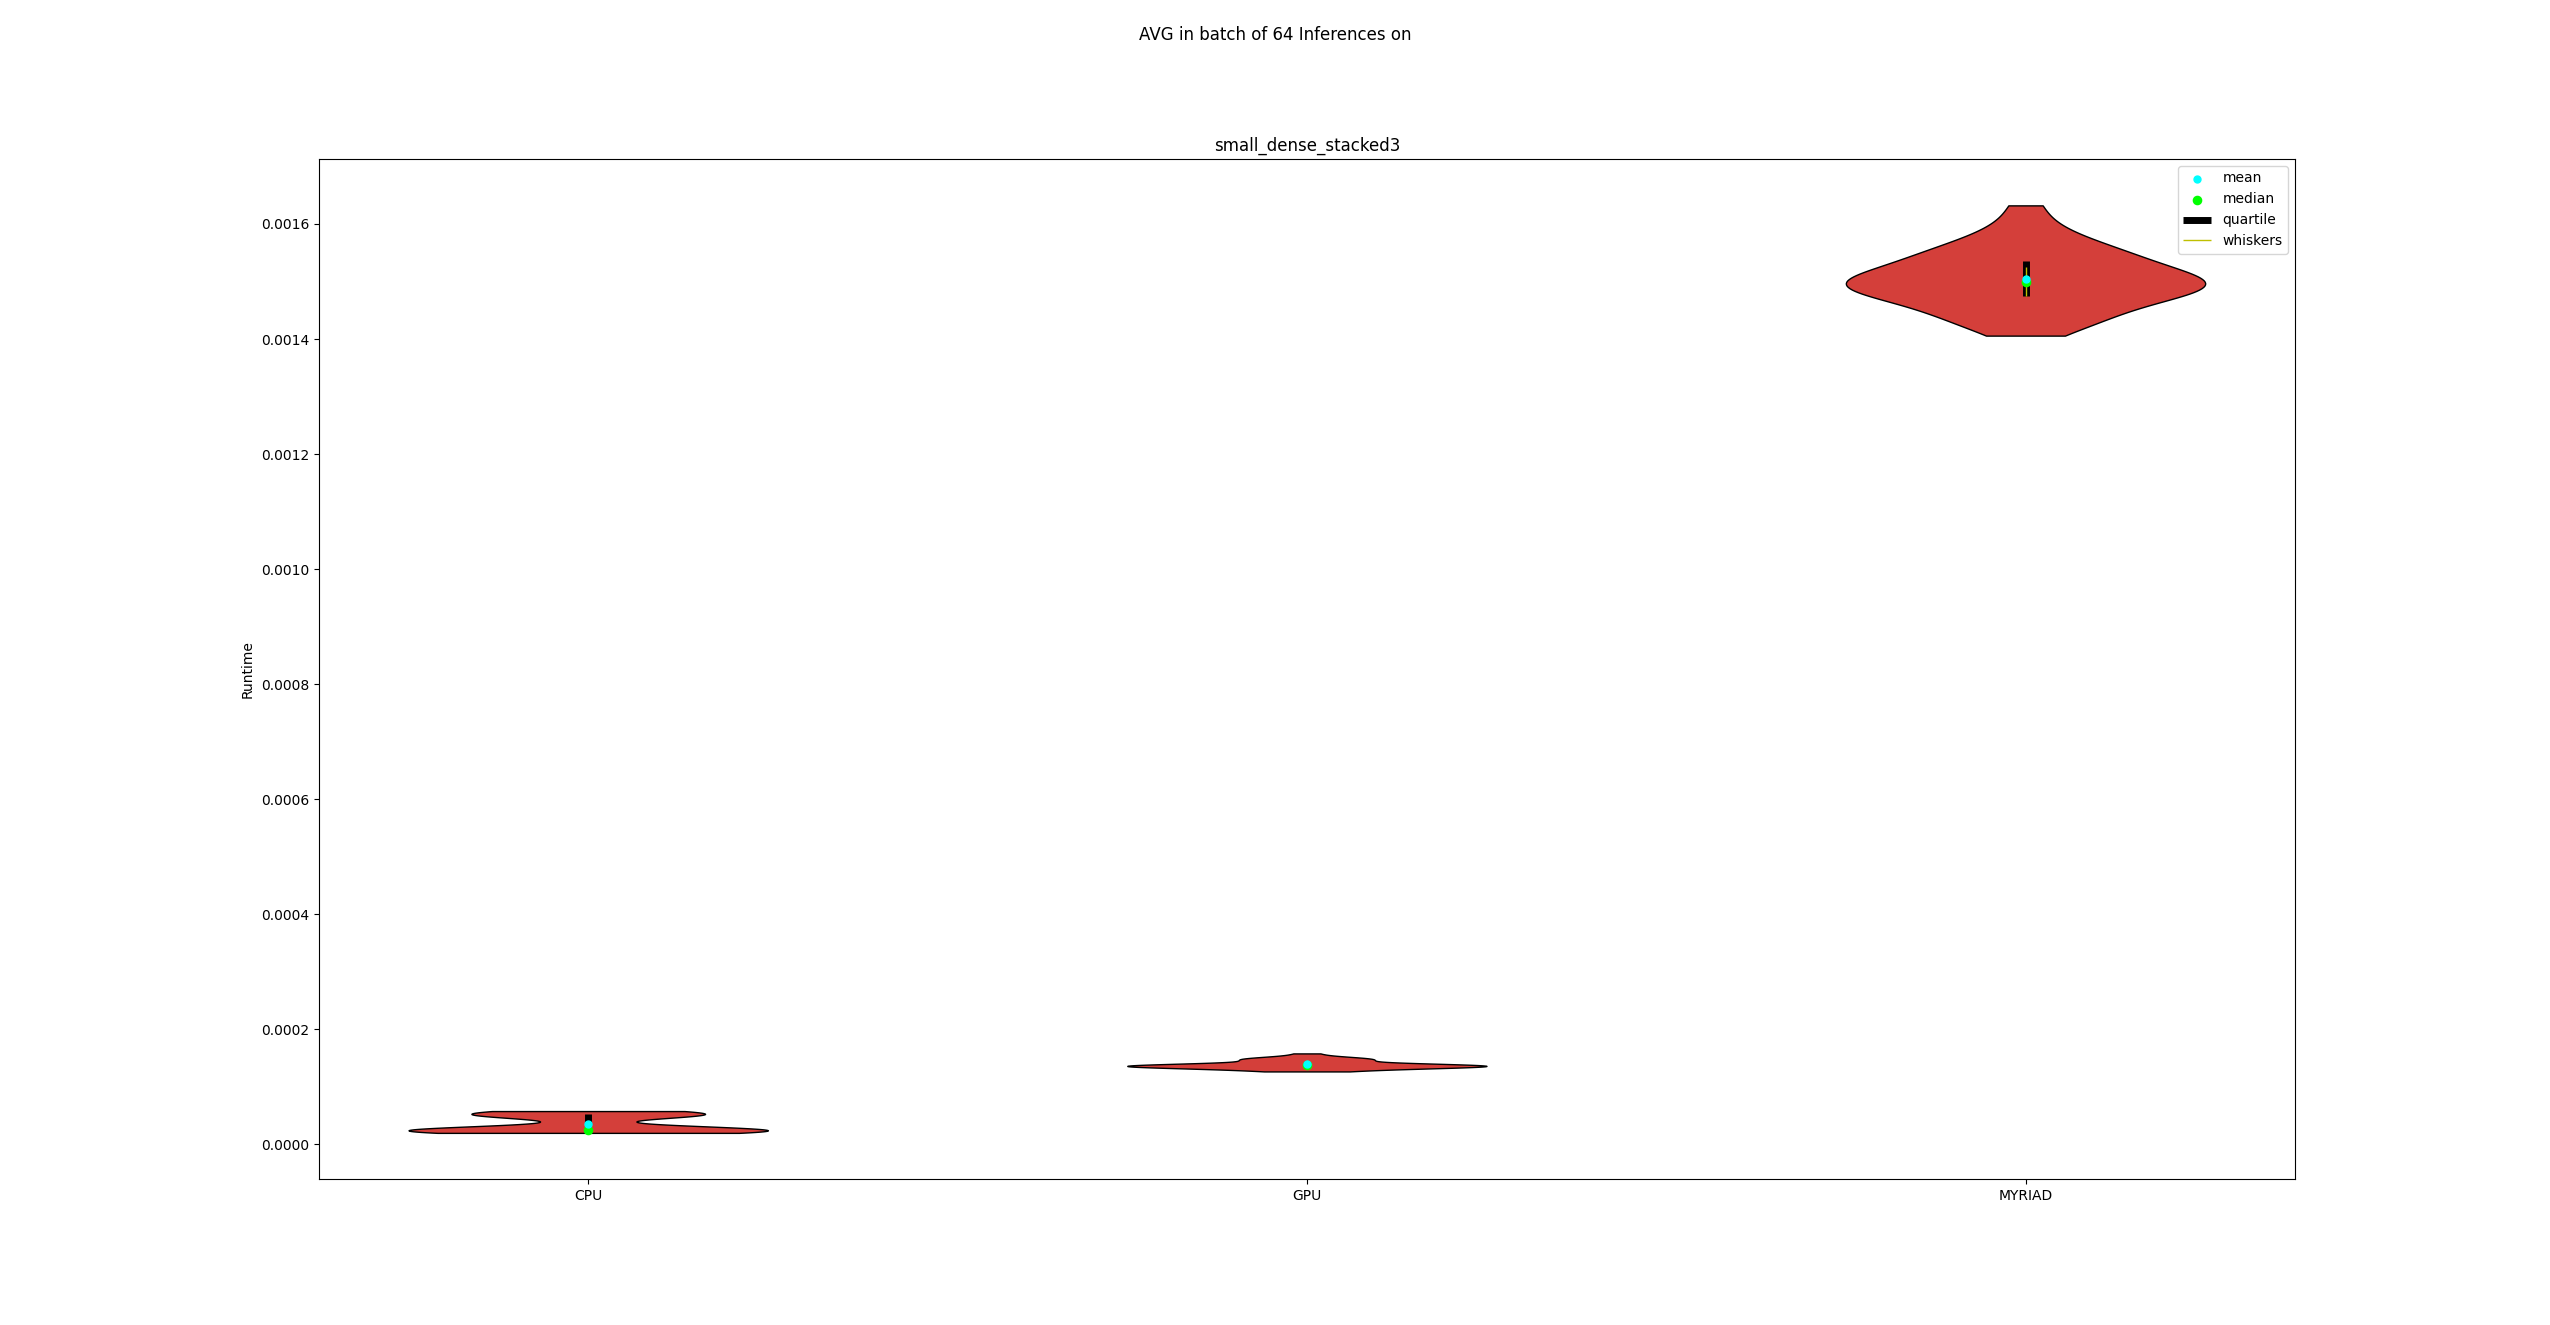 AVG in batch of 64 Inferences on
small_dense_stacked3
mean
median
quartile
whiskers
0.0016
0.0014
0.0012
0.0010
0.0008
0.0006
0.0004
0.0002
0.0000
Runtime
CPU
GPU
MYRIAD